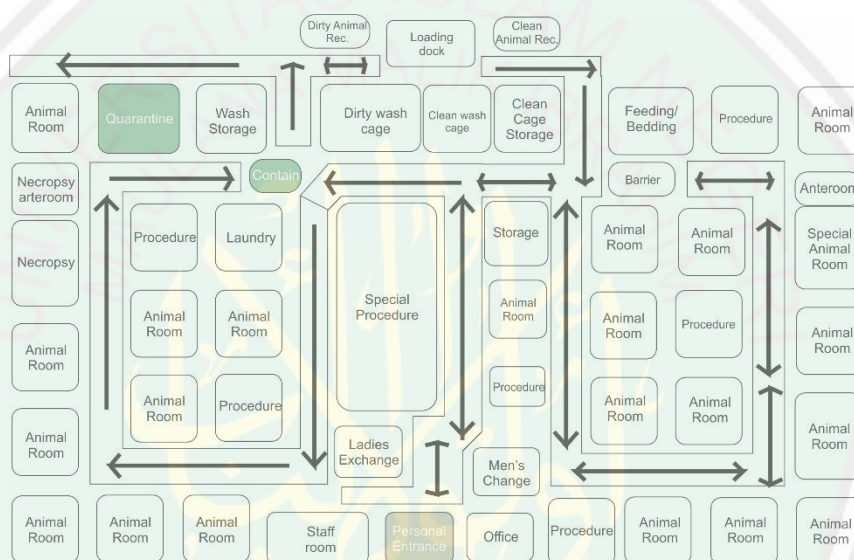 Dirty Animal
Rec.
Loading
dock
Clean
Animal Rec.
Animal
Room
Quarantine
Wash
Storage
Dirty wash
cage
Clean wash
cage
Clean
Cage
Storage
Feeding/
Bedding
Procedure
Animal
Room
Necropsy
arteroom
Contain
Barrier
Anteroom
Necropsy
Procedure
Laundry
Special
Procedure
Storage
Animal
Room
Animal
Room
Special
Animal
Room
Animal
Room
Animal
Room
Animal
Room
Animal
Room
Animal
Room
Procedure
Animal
Room
Animal
Room
Animal
Room
Procedure
Procedure
Animal
Room
Animal
Room
Animal
Room
Ladies
Exchange
Men's
Change
Animal
Room
Animal
Room
Animal
Room
Animal
Room
Staff
room
Personal
Entrance
Office
Procedure
Animal
Room
Animal
Room
Animal
Room